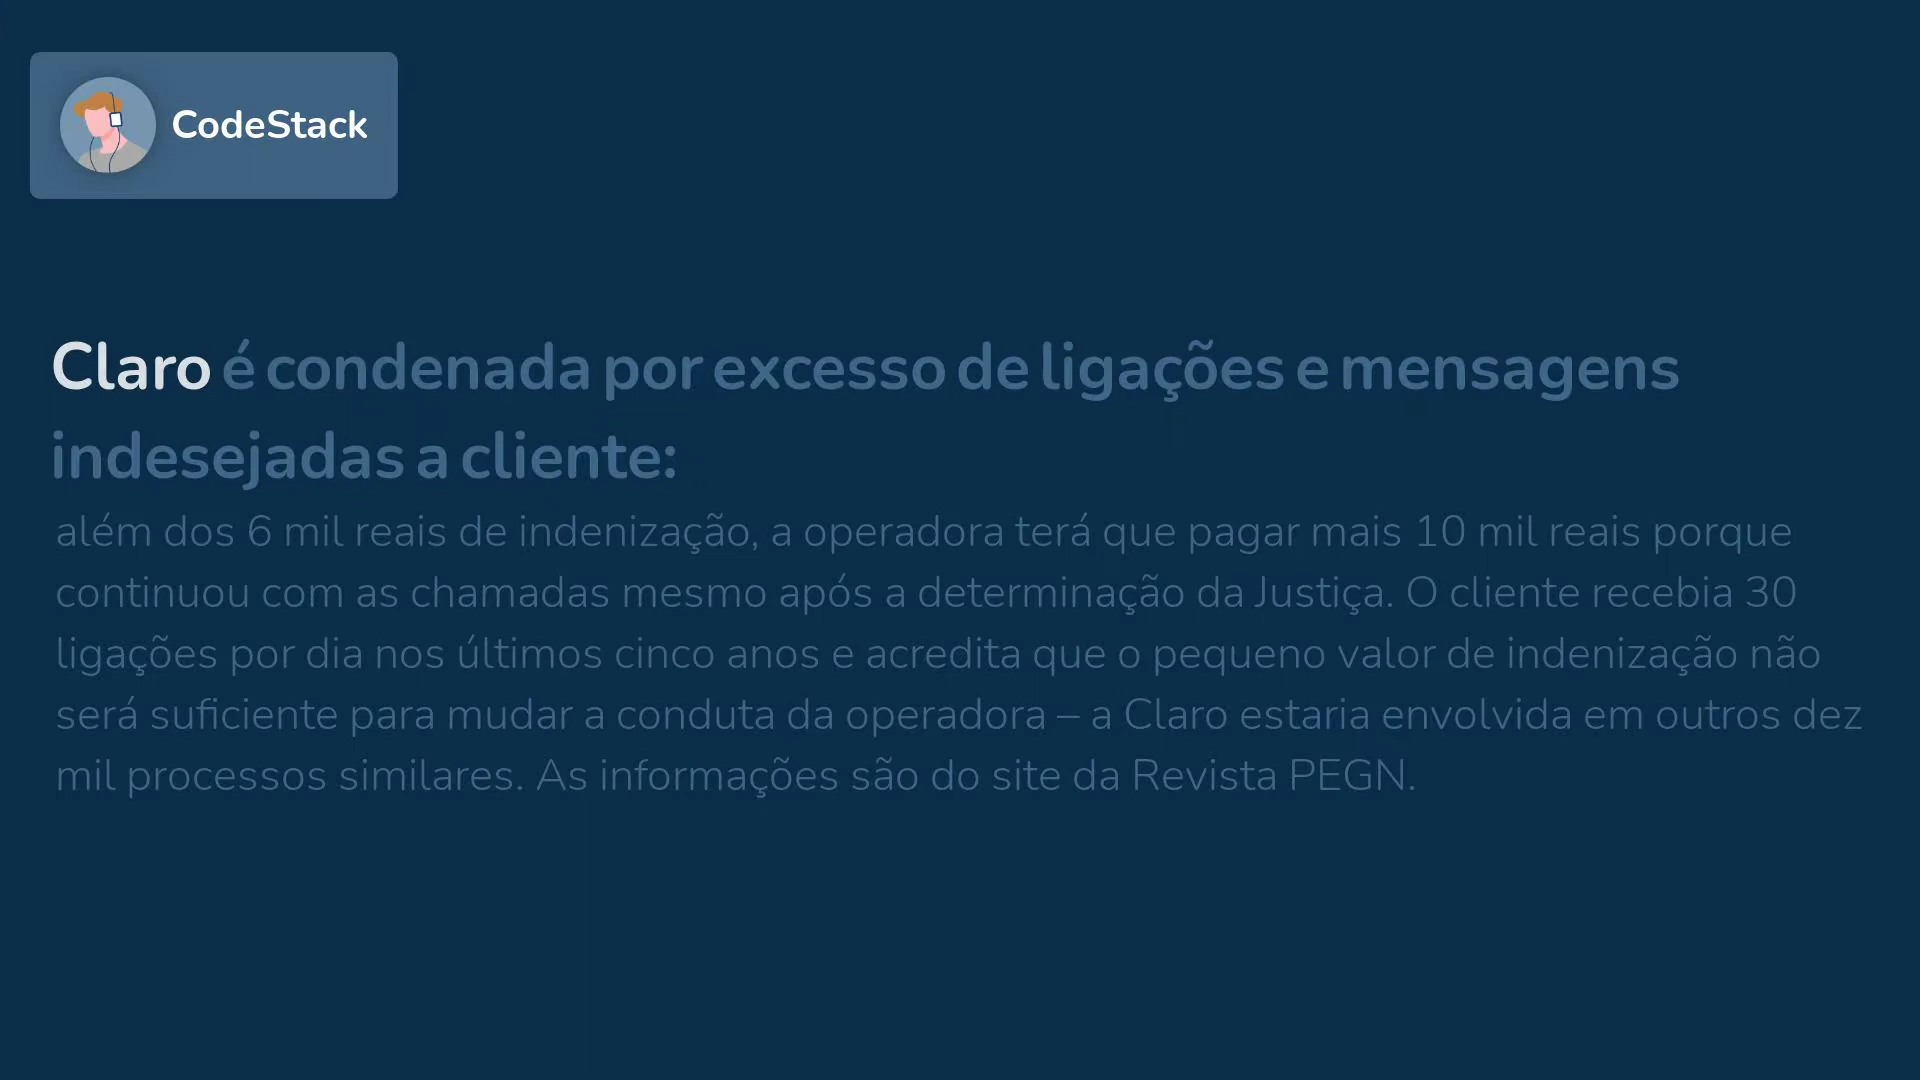 CodeStack
Claro é condenada por excesso de ligações e mensagens
indesejadas a cliente:
além dos 6 mil reais de indenização, a operadora terá que pagar mais 10 mil reais porque
continuou com as chamadas mesmo após a determinação da Justiça. O cliente recebia 30
ligações por dia nos últimos cinco anos e acredita que o pequeno valor de indenização não
será suficiente para mudar a conduta da operadora – a Claro estaria envolvida em outros dez
mil processos similares. As informações são do site da Revista PEGN.